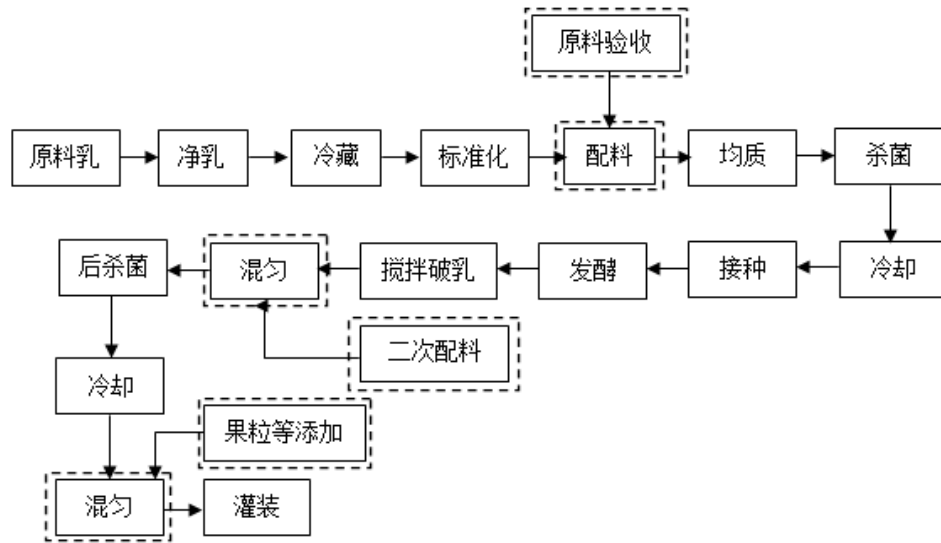 原料验收
原料乳
净乳
冷藏
标准化
配料
均质
杀菌
后杀菌
混匀
搅拌破乳
发酵
接种
冷却
二次配料
冷却
果粒等添加
混匀
灌装